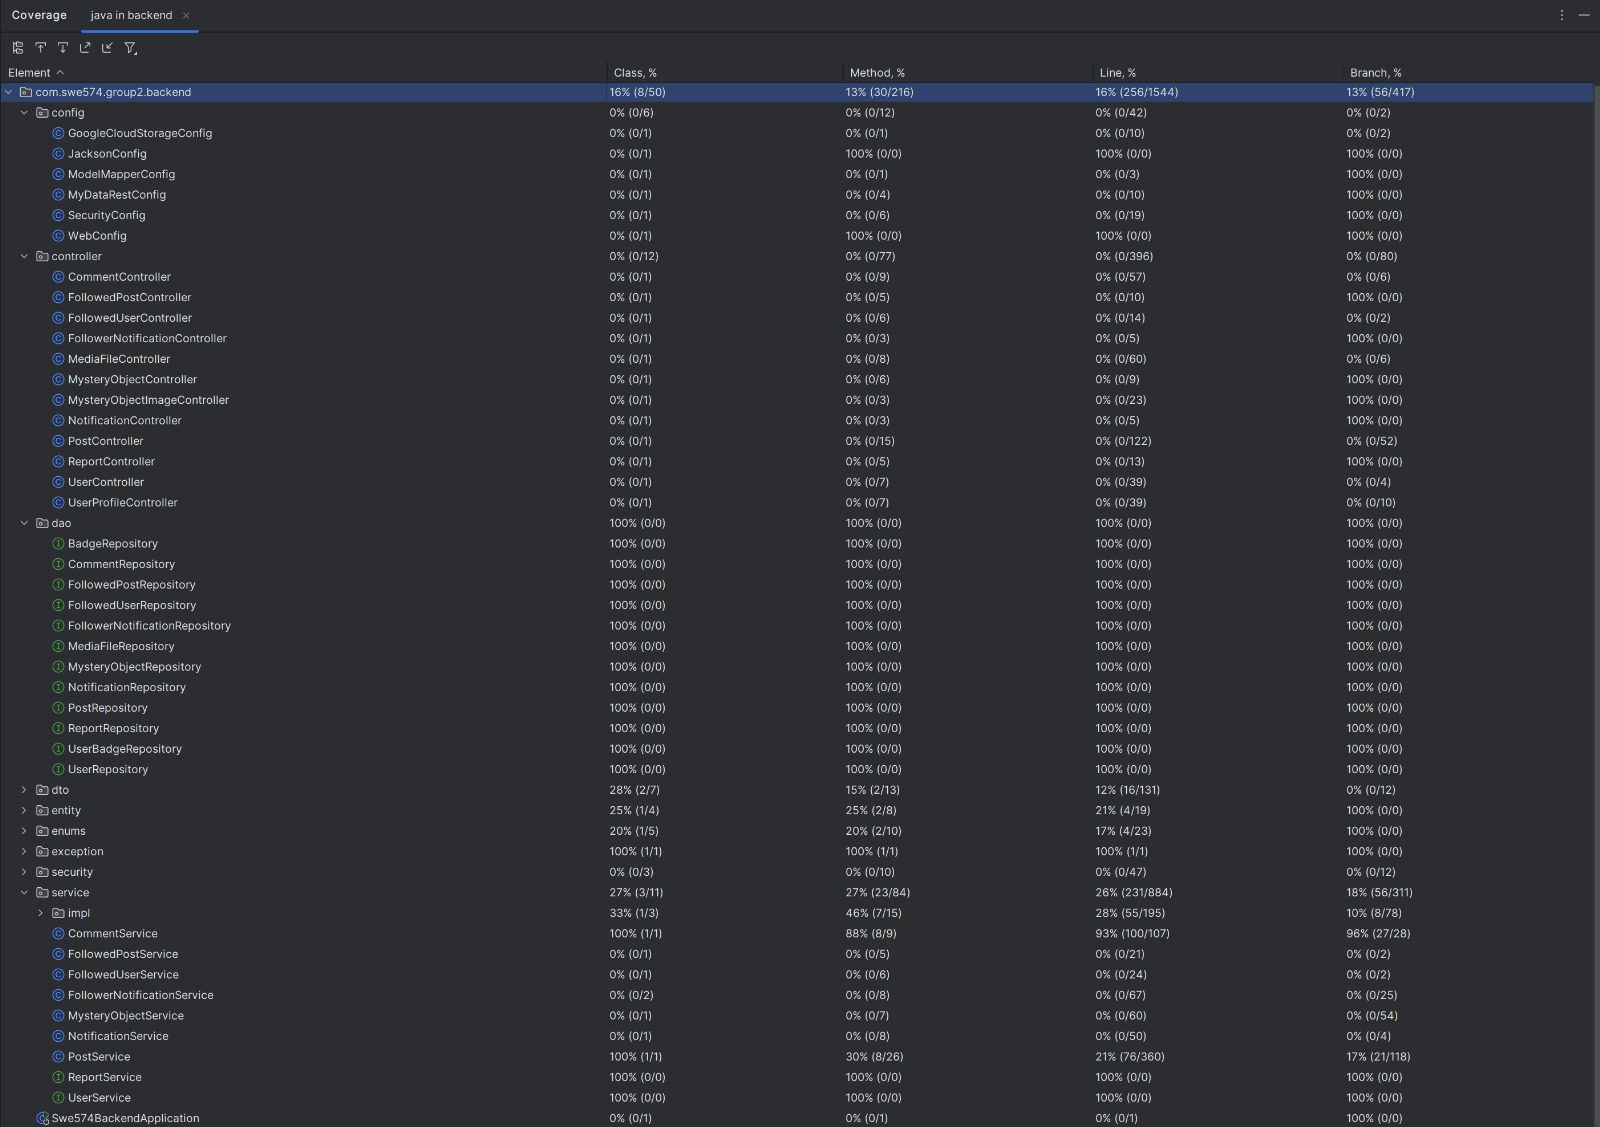 Coverage java in backend
Element Class, % Method, % Line, % Branch, %
com.swe574.group2.backend 16% (8/50) 13% (30/216) 16% (256/1544) 13% (56/417)
config 0% (0/6) 0% (0/12) 0% (0/42) 0% (0/2)
GoogleCloudStorageConfig 0% (0/1) 0% (0/1) 0% (0/10) 0% (0/2)
JacksonConfig 0% (0/1) 100% (0/0) 100% (0/0) 100% (0/0)
ModelMapperConfig 0% (0/1) 0% (0/1) 0% (0/3) 100% (0/0)
MyDataRestConfig 0% (0/1) 0% (0/4) 0% (0/10) 100% (0/0)
SecurityConfig 0% (0/1) 0% (0/6) 0% (0/19) 100% (0/0)
WebConfig 0% (0/1) 100% (0/0) 100% (0/0) 100% (0/0)
controller 0% (0/12) 0% (0/77) 0% (0/396) 0% (0/80)
CommentController 0% (0/1) 0% (0/9) 0% (0/57) 0% (0/6)
FollowedPostController 0% (0/1) 0% (0/5) 0% (0/10) 100% (0/0)
FollowedUserController 0% (0/1) 0% (0/6) 0% (0/14) 0% (0/2)
FollowerNotificationController 0% (0/1) 0% (0/3) 0% (0/5) 100% (0/0)
MediaFileController 0% (0/1) 0% (0/8) 0% (0/60) 0% (0/6)
MysteryObjectController 0% (0/1) 0% (0/6) 0% (0/9) 100% (0/0)
MysteryObjectImageController 0% (0/1) 0% (0/3) 0% (0/23) 100% (0/0)
NotificationController 0% (0/1) 0% (0/3) 0% (0/5) 100% (0/0)
PostController 0% (0/1) 0% (0/15) 0% (0/122) 0% (0/52)
ReportController 0% (0/1) 0% (0/5) 0% (0/13) 100% (0/0)
UserController 0% (0/1) 0% (0/7) 0% (0/39) 0% (0/4)
UserProfileController 0% (0/1) 0% (0/7) 0% (0/39) 0% (0/10)
dao 100% (0/0) 100% (0/0) 100% (0/0) 100% (0/0)
BadgeRepository 100% (0/0) 100% (0/0) 100% (0/0) 100% (0/0)
CommentRepository 100% (0/0) 100% (0/0) 100% (0/0) 100% (0/0)
FollowedPostRepository 100% (0/0) 100% (0/0) 100% (0/0) 100% (0/0)
FollowedUserRepository 100% (0/0) 100% (0/0) 100% (0/0) 100% (0/0)
FollowerNotificationRepository 100% (0/0) 100% (0/0) 100% (0/0) 100% (0/0)
MediaFileRepository 100% (0/0) 100% (0/0) 100% (0/0) 100% (0/0)
MysteryObjectRepository 100% (0/0) 100% (0/0) 100% (0/0) 100% (0/0)
NotificationRepository 100% (0/0) 100% (0/0) 100% (0/0) 100% (0/0)
PostRepository 100% (0/0) 100% (0/0) 100% (0/0) 100% (0/0)
ReportRepository 100% (0/0) 100% (0/0) 100% (0/0) 100% (0/0)
UserBadgeRepository 100% (0/0) 100% (0/0) 100% (0/0) 100% (0/0)
UserRepository 100% (0/0) 100% (0/0) 100% (0/0) 100% (0/0)
dto 28% (2/7) 15% (2/13) 12% (16/131) 0% (0/12)
entity 25% (1/4) 25% (2/8) 21% (4/19) 100% (0/0)
enums 20% (1/5) 20% (2/10) 17% (4/23) 100% (0/0)
exception 100% (1/1) 100% (1/1) 100% (1/1) 100% (0/0)
security 0% (0/3) 0% (0/10) 0% (0/47) 0% (0/12)
service 27% (3/11) 27% (23/84) 26% (231/884) 18% (56/311)
impl 33% (1/3) 46% (7/15) 28% (55/195) 10% (8/78)
CommentService 100% (1/1) 88% (8/9) 93% (100/107) 96% (27/28)
FollowedPostService 0% (0/1) 0% (0/5) 0% (0/21) 0% (0/2)
FollowedUserService 0% (0/1) 0% (0/6) 0% (0/24) 0% (0/2)
FollowerNotificationService 0% (0/2) 0% (0/8) 0% (0/67) 0% (0/25)
MysteryObjectService 0% (0/1) 0% (0/7) 0% (0/60) 0% (0/54)
NotificationService 0% (0/1) 0% (0/8) 0% (0/50) 0% (0/4)
PostService 100% (1/1) 30% (8/26) 21% (76/360) 17% (21/118)
ReportService 100% (0/0) 100% (0/0) 100% (0/0) 100% (0/0)
UserService 100% (0/0) 100% (0/0) 100% (0/0) 100% (0/0)
Swe574BackendApplication 0% (0/1) 0% (0/1) 0% (0/1) 100% (0/0)